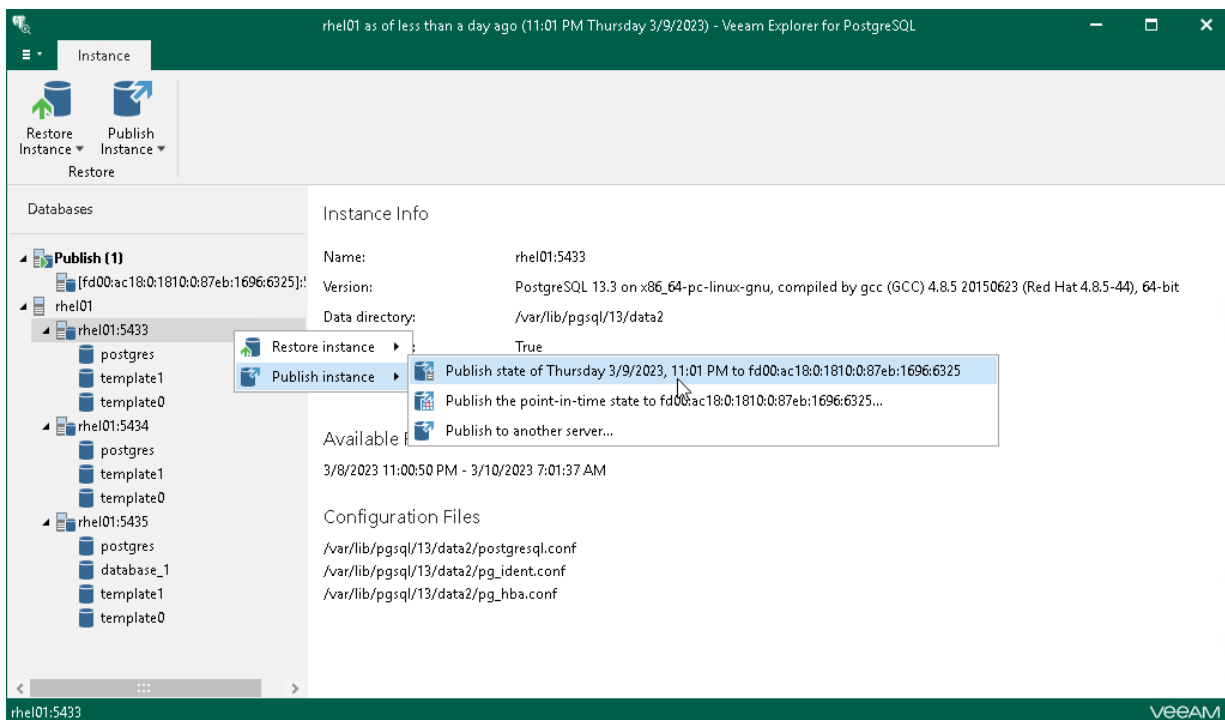 rhel01 as of less than a day ago (11:01 PM Thursday 3/9/2023) - Veeam Explorer for PostgreSQL
Instance
Restore Instance
Publish Instance
Restore
Databases
Publish (1)
[fd00:ac18:0:1810:0:87eb:1696:6325]:
rhel01
rhel01:5433
postgres
template1
template0
rhel01:5434
postgres
template1
template0
rhel01:5435
postgres
database_1
template1
template0
Instance Info
Name: rhel01:5433
Version: PostgreSQL 13.3 on x86_64-pc-linux-gnu, compiled by gcc (GCC) 4.8.5 20150623 (Red Hat 4.8.5-44), 64-bit
Data directory: /var/lib/pgsql/13/data2
True
Restore instance
Publish instance
Publish state of Thursday 3/9/2023, 11:01 PM to fd00:ac18:0:1810:0:87eb:1696:6325
Publish the point-in-time state to fd00:ac18:0:1810:0:87eb:1696:6325...
Publish to another server...
Available
3/8/2023 11:00:50 PM - 3/10/2023 7:01:37 AM
Configuration Files
/var/lib/pgsql/13/data2/postgresql.conf
/var/lib/pgsql/13/data2/pg_ident.conf
/var/lib/pgsql/13/data2/pg_hba.conf
rhel01:5433
VEEAM